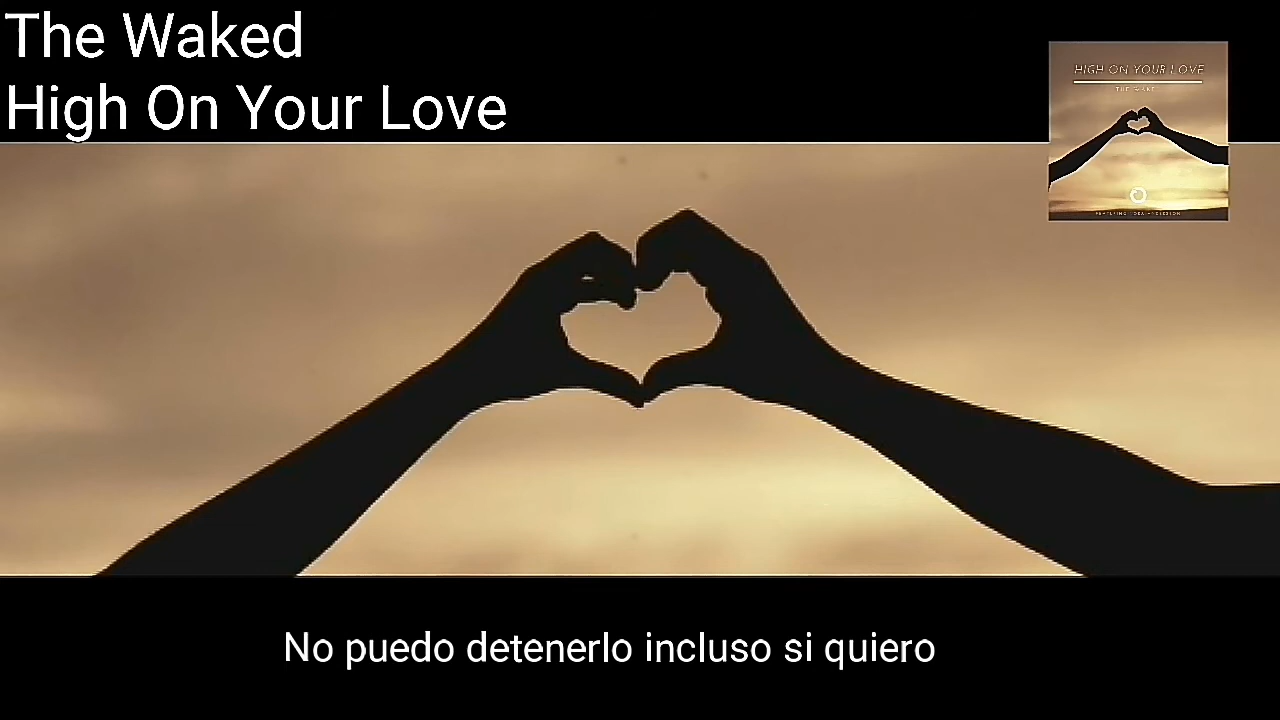 The Waked
High On Your Love
HIGH ON YOUR LOVE
No puedo detenerlo incluso si quiero